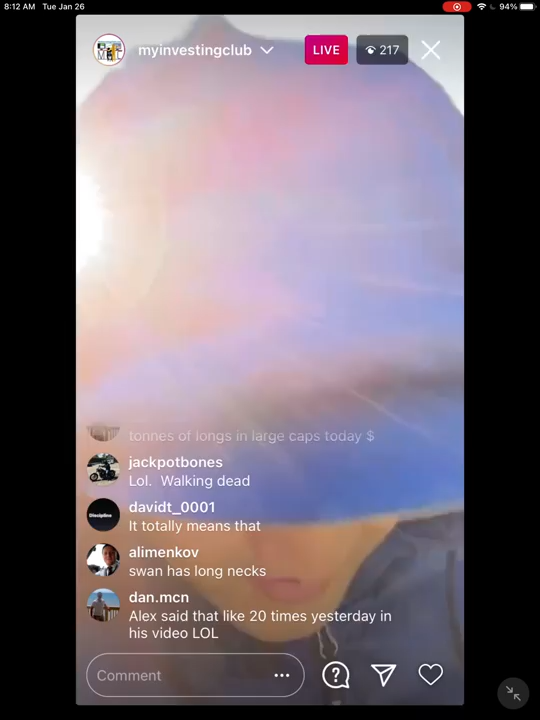 8:12 AM Tue Jan 26
94%
myinvestingclub
LIVE
217
tonnes of longs in large caps today $
jackpotbones
Lol. Walking dead
davidt_0001
It totally means that
alimenkov
swan has long necks
dan.mcn
Alex said that like 20 times yesterday in
his video LOL
Comment